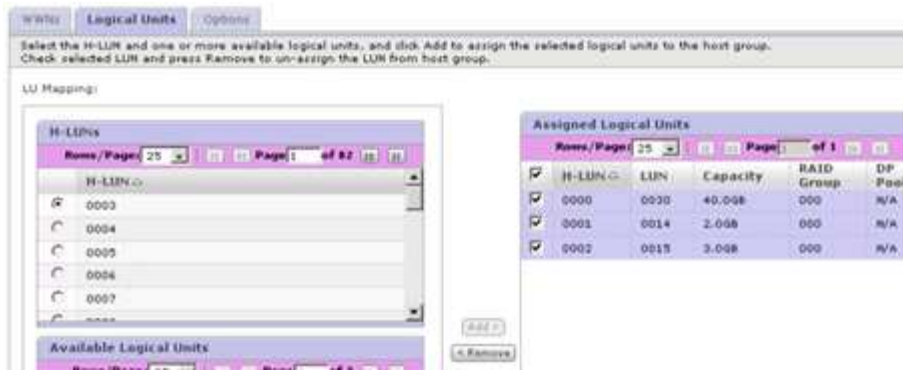 WWNs Logical Units Options
Select the H-LUN and one or more available logical units, and click Add to assign the selected logical units to the host group.
Check selected LUN and press Remove to un-assign the LUN from host group.
LU Mapping:
H-LUNs
Rows/Page: 25 Page 1 of 82
H-LUN
0003
0004
0005
0006
0007
Available Logical Units
Rows/Page: Page of
Add >
< Remove
Assigned Logical Units
Rows/Page: 25 Page 1 of 1
H-LUN LUN Capacity RAID Group DP Pool
0000 0030 40.0GB 000 N/A
0001 0014 2.0GB 000 N/A
0002 0015 3.0GB 000 N/A